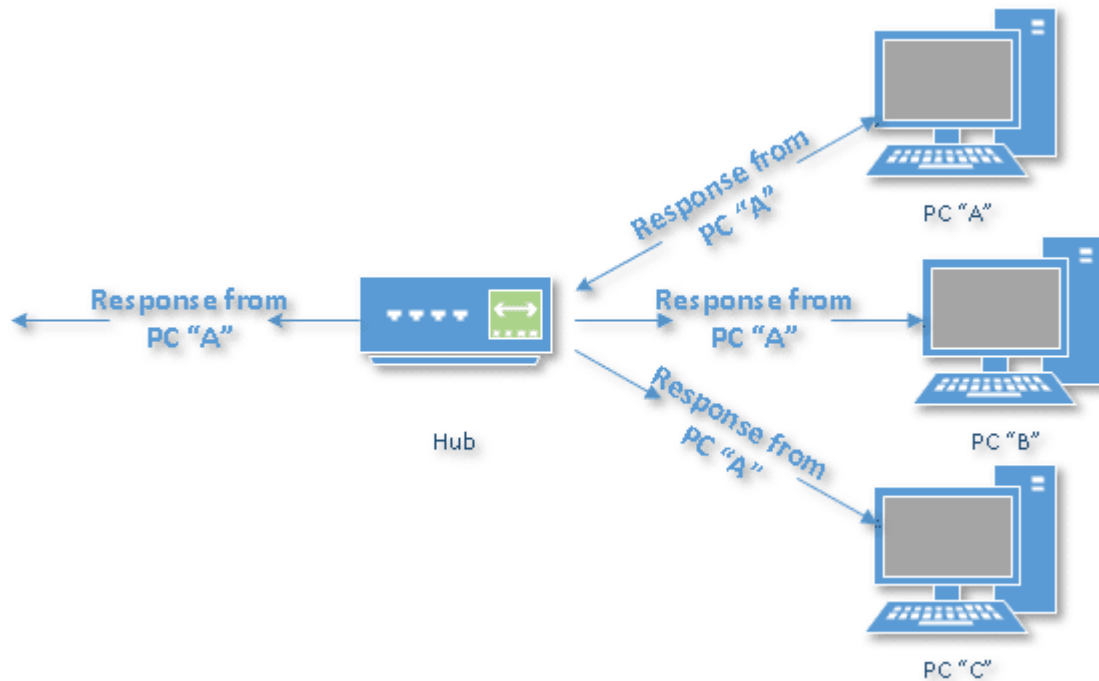 Response from
PC “A”
PC “A”
Response from
PC “A”
Response from
PC “A”
Hub
PC “B”
Response from
PC “A”
PC “C”